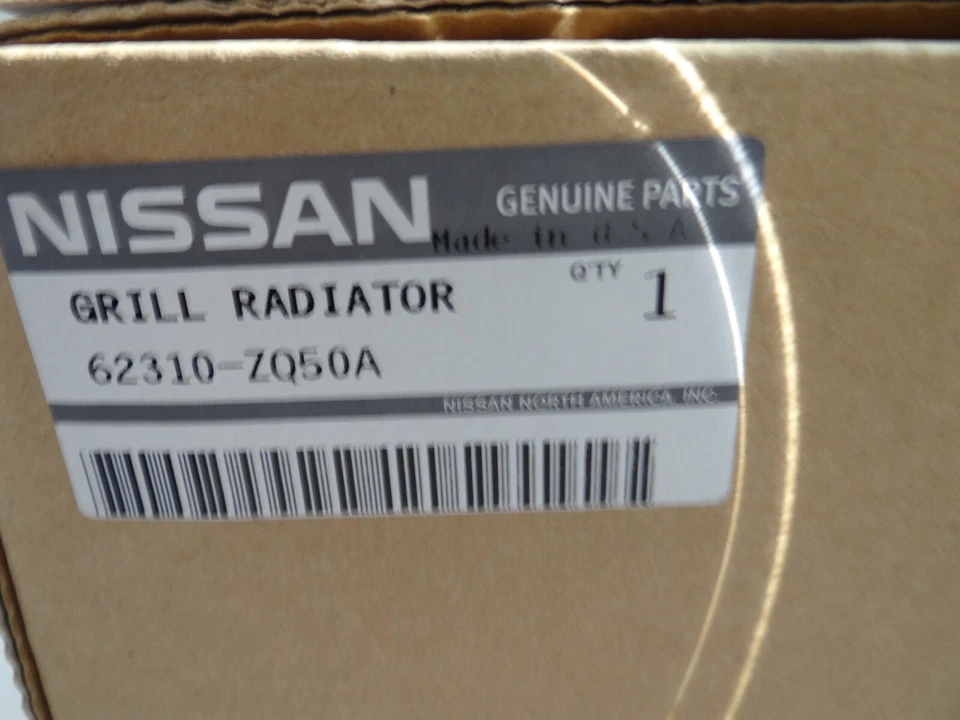 NISSAN
GENUINE PARTS
Made in U S A
GRILL RADIATOR
Q'TY 1
62310-ZQ50A
NISSAN NORTH AMERICA, INC.